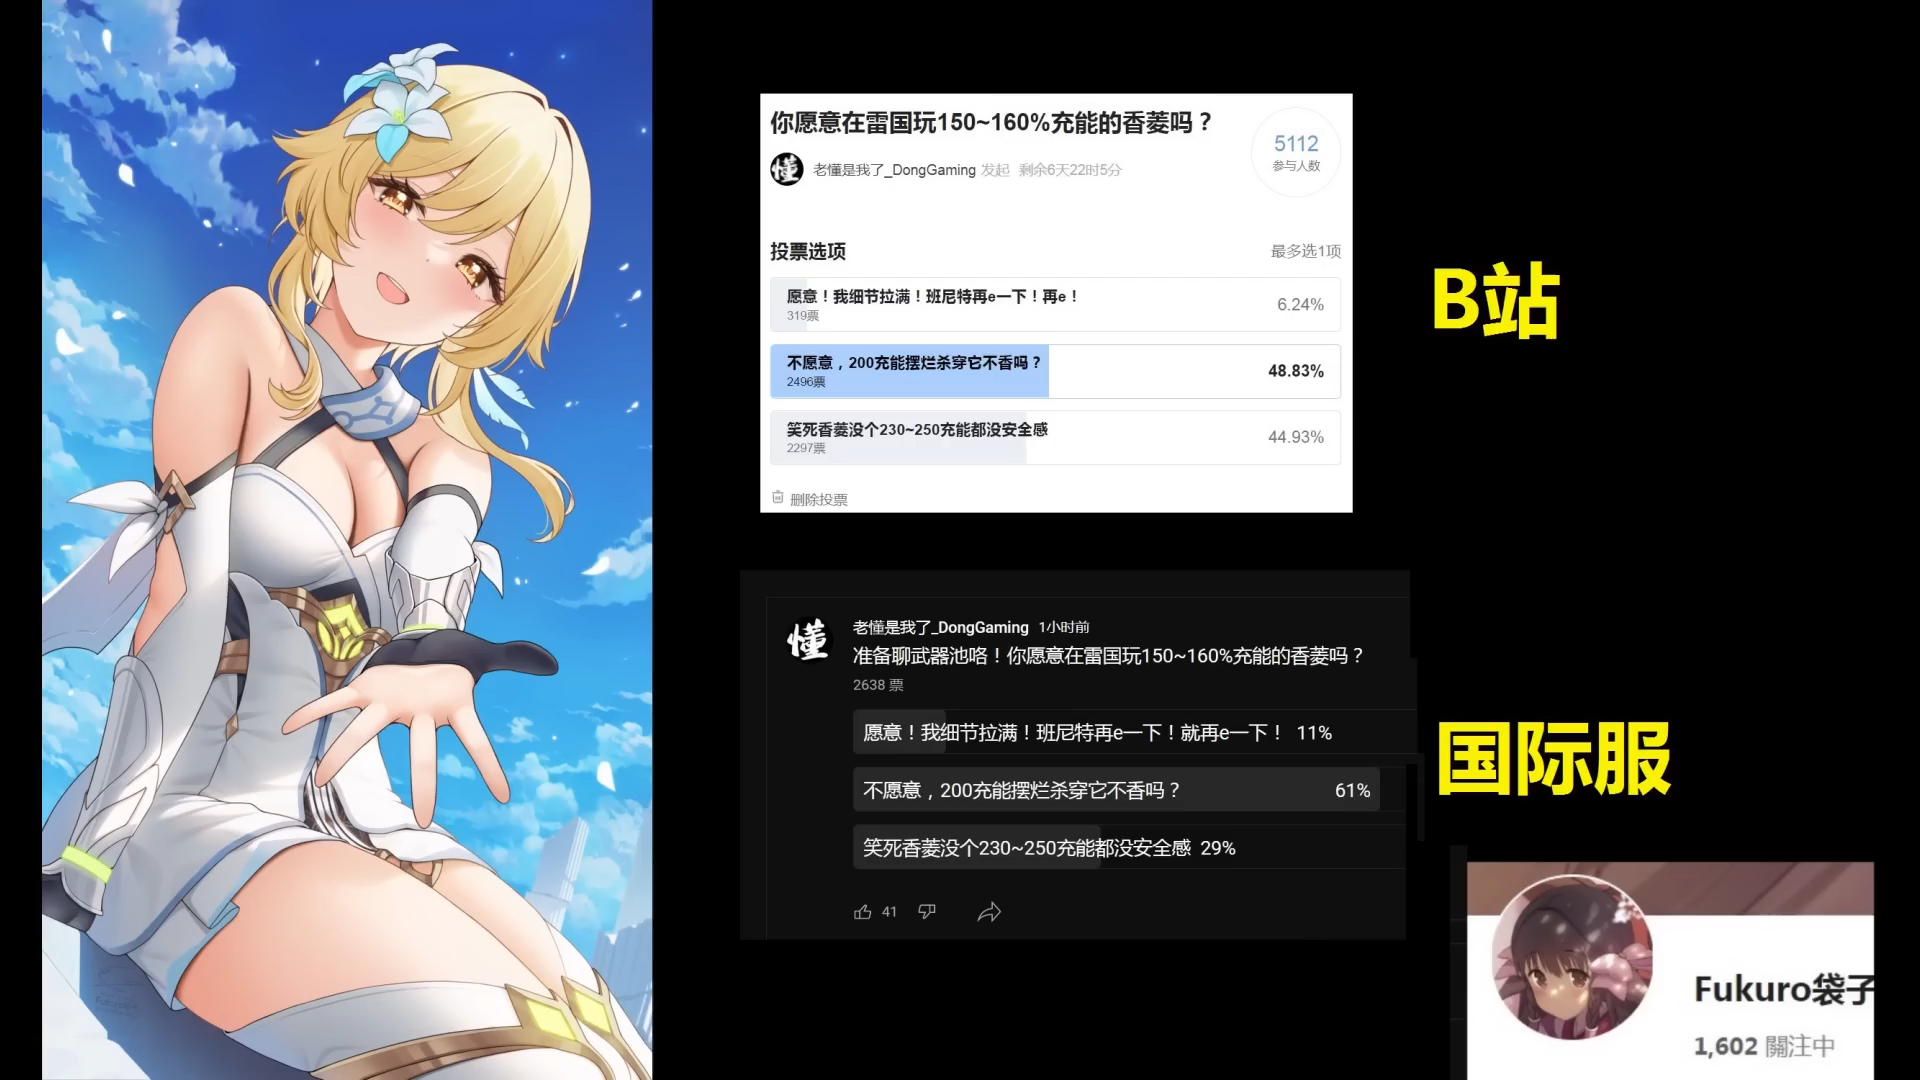 你愿意在雷国玩150~160%充能的香菱吗？
5112
参与人数
懂
老懂是我了_DongGaming 发起 剩余6天22时5分
投票选项
最多选1项
愿意！我细节拉满！班尼特再e一下！再e！
319票
6.24%
不愿意，200充能摆烂杀穿它不香吗？
2496票
48.83%
笑死香菱没个230~250充能都没安全感
2297票
44.93%
删除投票
B站
懂
老懂是我了_DongGaming 1小时前
准备聊武器池咯！你愿意在雷国玩150~160%充能的香菱吗？
2638 票
愿意！我细节拉满！班尼特再e一下！就再e一下！ 11%
不愿意，200充能摆烂杀穿它不香吗？ 61%
笑死香菱没个230~250充能都没安全感 29%
41
国际服
Fukuro袋子
1,602 關注中